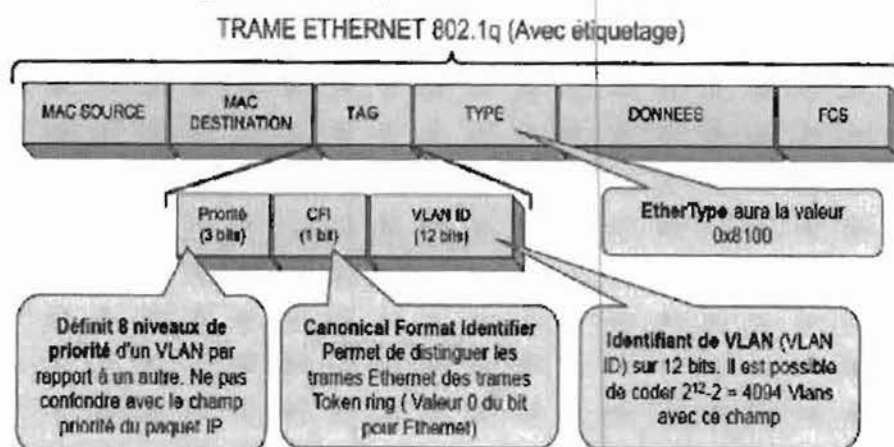 TRAME ETHERNET 802.1q (Avec étiquetage)
MAC SOURCE
MAC
DESTINATION
TAG
TYPE
DONNEES
FCS
Priorité
(3 bits)
CFI
(1 bit)
VLAN ID
(12 bits)
EtherType aura la valeur
0x8100
Définit 8 niveaux de
priorité d'un VLAN par
rapport à un autre. Ne pas
confondre avec le champ
priorité du paquet IP
Canonical Format Identifier
Permet de distinguer les
trames Ethernet des trames
Token ring ( Valeur 0 du bit
pour Ethernet)
Identifiant de VLAN (VLAN
ID) sur 12 bits. Il est possible
de coder 2¹²-2 = 4094 Vlans
avec ce champ